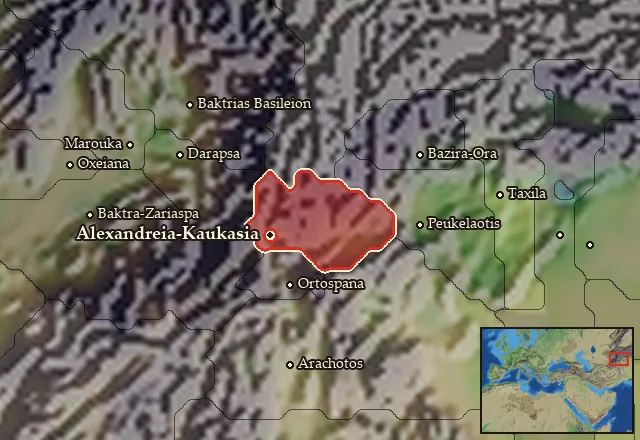 Baktrias Basileion
Marouka
Darapsa
Bazira-Ora
Oxeiana
Taxila
Baktra-Zariaspa
Alexandreia-Kaukasia
Peukelaotis
Ortospana
Arachotos